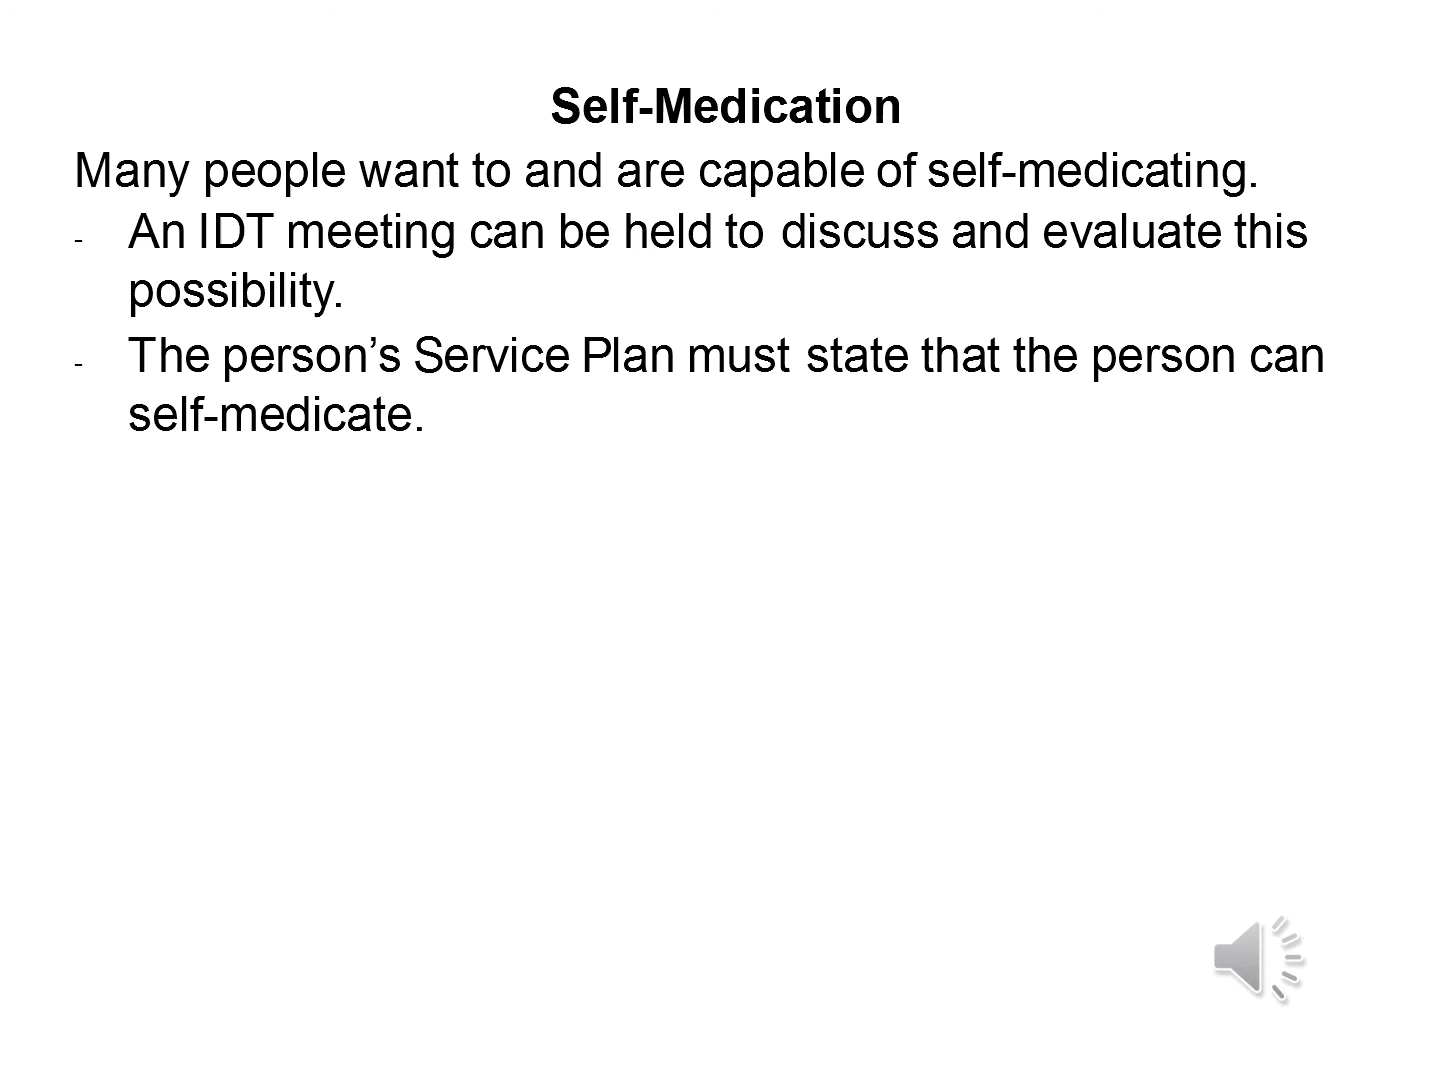 Self-Medication
Many people want to and are capable of self-medicating.
- An IDT meeting can be held to discuss and evaluate this
possibility.
- The person’s Service Plan must state that the person can
self-medicate.